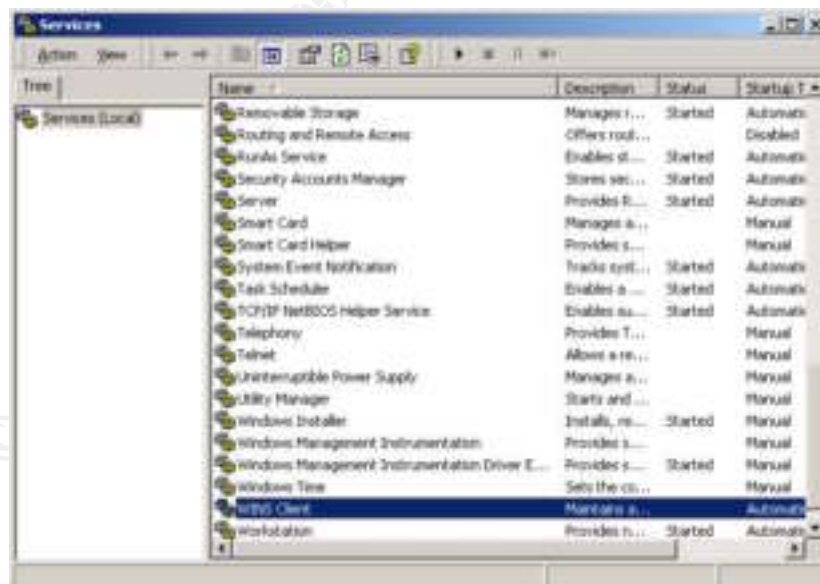 Services
Action View
Tree
Name Description Status Startup T
Services (Local)
Removable Storage Manages r... Started Automatic
Routing and Remote Access Offers rout... Disabled
RunAs Service Enables st... Started Automatic
Security Accounts Manager Stores sec... Started Automatic
Server Provides R... Started Automatic
Smart Card Manages a... Manual
Smart Card Helper Provides s... Manual
System Event Notification Tracks syst... Started Automatic
Task Scheduler Enables a ... Started Automatic
TCP/IP NetBIOS Helper Service Enables su... Started Automatic
Telephony Provides T... Manual
Telnet Allows a re... Manual
Uninterruptible Power Supply Manages a... Manual
Utility Manager Starts and ... Manual
Windows Installer Installs, re... Started Manual
Windows Management Instrumentation Provides s... Manual
Windows Management Instrumentation Driver E... Provides s... Started Manual
Windows Time Sets the co... Manual
WINS Client Maintains a... Automatic
Workstation Provides n... Started Automatic